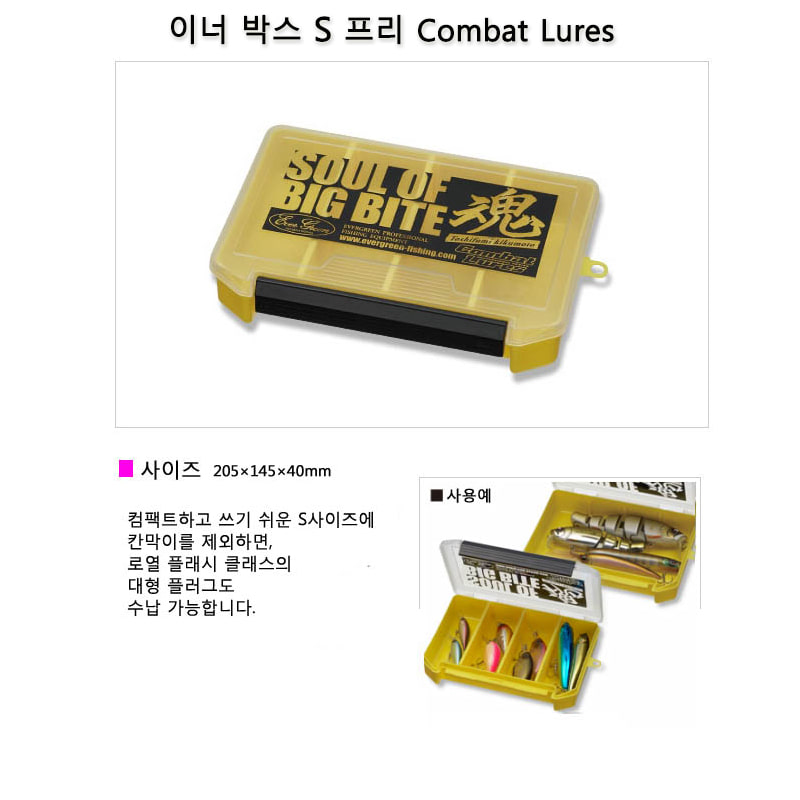 이너 박스 S 프리 Combat Lures
SOUL OF
BIG BITE 魂
Ever Green
EVERGREEN PROFESSIONAL
FISHING EQUIPMENT
www.evergreen-fishing.com
Toshifumi Kikumoto
Combat
Lures
사이즈 205×145×40mm
컴팩트하고 쓰기 쉬운 S사이즈에
칸막이를 제외하면,
로열 플래시 클래스의
대형 플러그도
수납 가능합니다.
사용예
BIG BITE
SOUL OF
魂